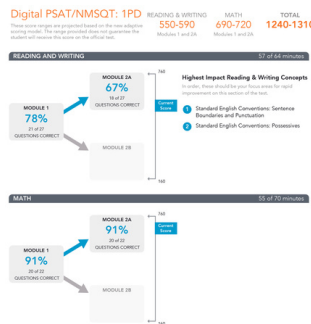 Digital PSAT/NMSQT: 1PD
These score ranges are projected based on the new adaptive
scoring model. The range provided does not guarantee the
student will receive this score on the official test.
READING & WRITING
550-590
Modules 1 and 2A
MATH
690-720
Modules 1 and 2A
TOTAL
1240-1310
READING AND WRITING
57 of 64 minutes
MODULE 1
78%
21 of 27
QUESTIONS CORRECT
MODULE 2A
67%
18 of 27
QUESTIONS CORRECT
MODULE 2B
760
Current
Score
160
Highest Impact Reading & Writing Concepts
In order, these should be your focus areas for rapid
improvement on this section of the test.
1 Standard English Conventions: Sentence
Boundaries and Punctuation
2 Standard English Conventions: Possessives
MATH
55 of 70 minutes
MODULE 1
91%
20 of 22
QUESTIONS CORRECT
MODULE 2A
91%
20 of 22
QUESTIONS CORRECT
MODULE 2B
760
Current
Score
160